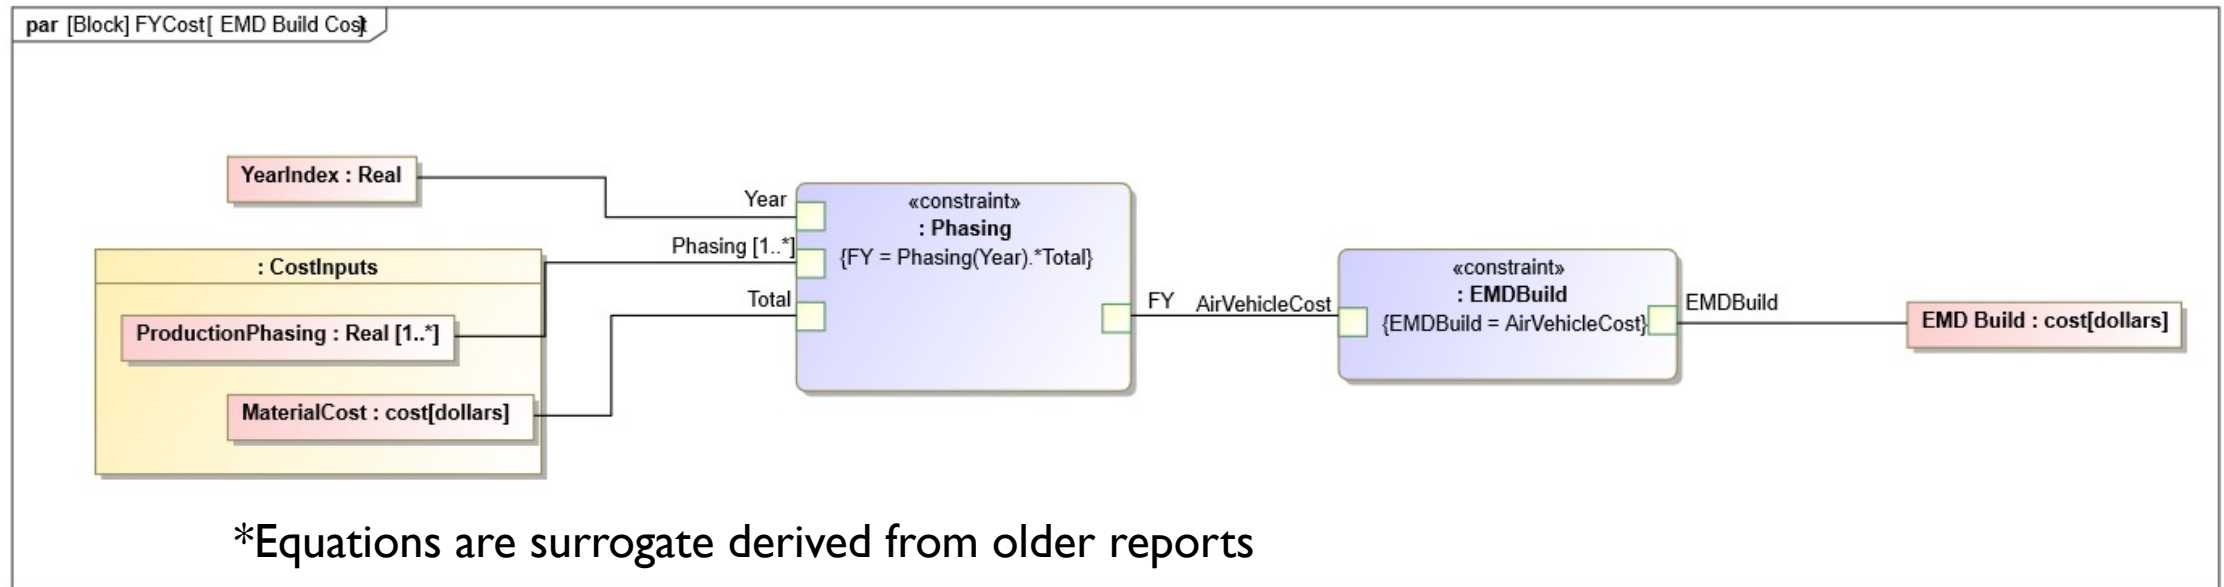 par [Block] FYCost[ EMD Build Cost]
YearIndex : Real
Year
«constraint»
: Phasing
{FY = Phasing(Year).*Total}
Phasing [1..*]
: CostInputs
ProductionPhasing : Real [1..*]
Total
MaterialCost : cost[dollars]
FY
AirVehicleCost
«constraint»
: EMDBuild
{EMDBuild = AirVehicleCost}
EMDBuild
EMD Build : cost[dollars]
*Equations are surrogate derived from older reports